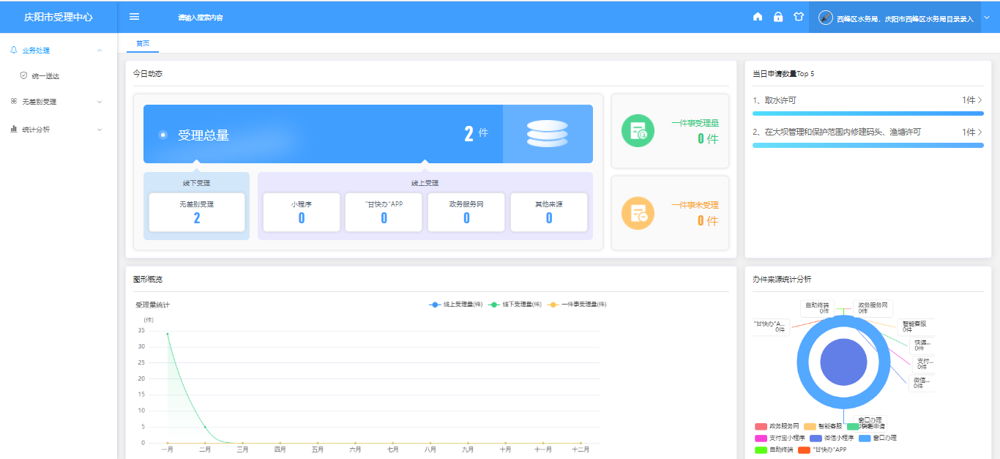 庆阳市受理中心
请输入搜索内容
西峰区水务局，庆阳市西峰区水务局目录录入
业务处理
统一送达
无差别受理
统计分析
首页
今日动态
受理总量
2 件
线下受理
无差别受理
2
线上受理
小程序
0
"甘快办"APP
0
政务服务网
0
其他来源
0
一件事受理量
0 件
一件事未受理
0 件
当日申请数量Top 5
1、取水许可 1件
2、在大坝管理和保护范围内修建码头、渔塘许可 1件
图形概览
受理量统计
线上受理量(件) 线下受理量(件) 一件事受理量(件)
(件)
35
30
25
20
15
10
5
0
一月 二月 三月 四月 五月 六月 七月 八月 九月 十月 十一月 十二月
办件来源统计分析
自助终端
0件
政务服务网
0件
"甘快办"A...
0件
智能客服
0件
快递...
0件
支付...
0件
微信...
0件
窗口办理
政务服务网 智能客服 快递申请
支付宝小程序 微信小程序 窗口办理
自助终端 "甘快办"APP